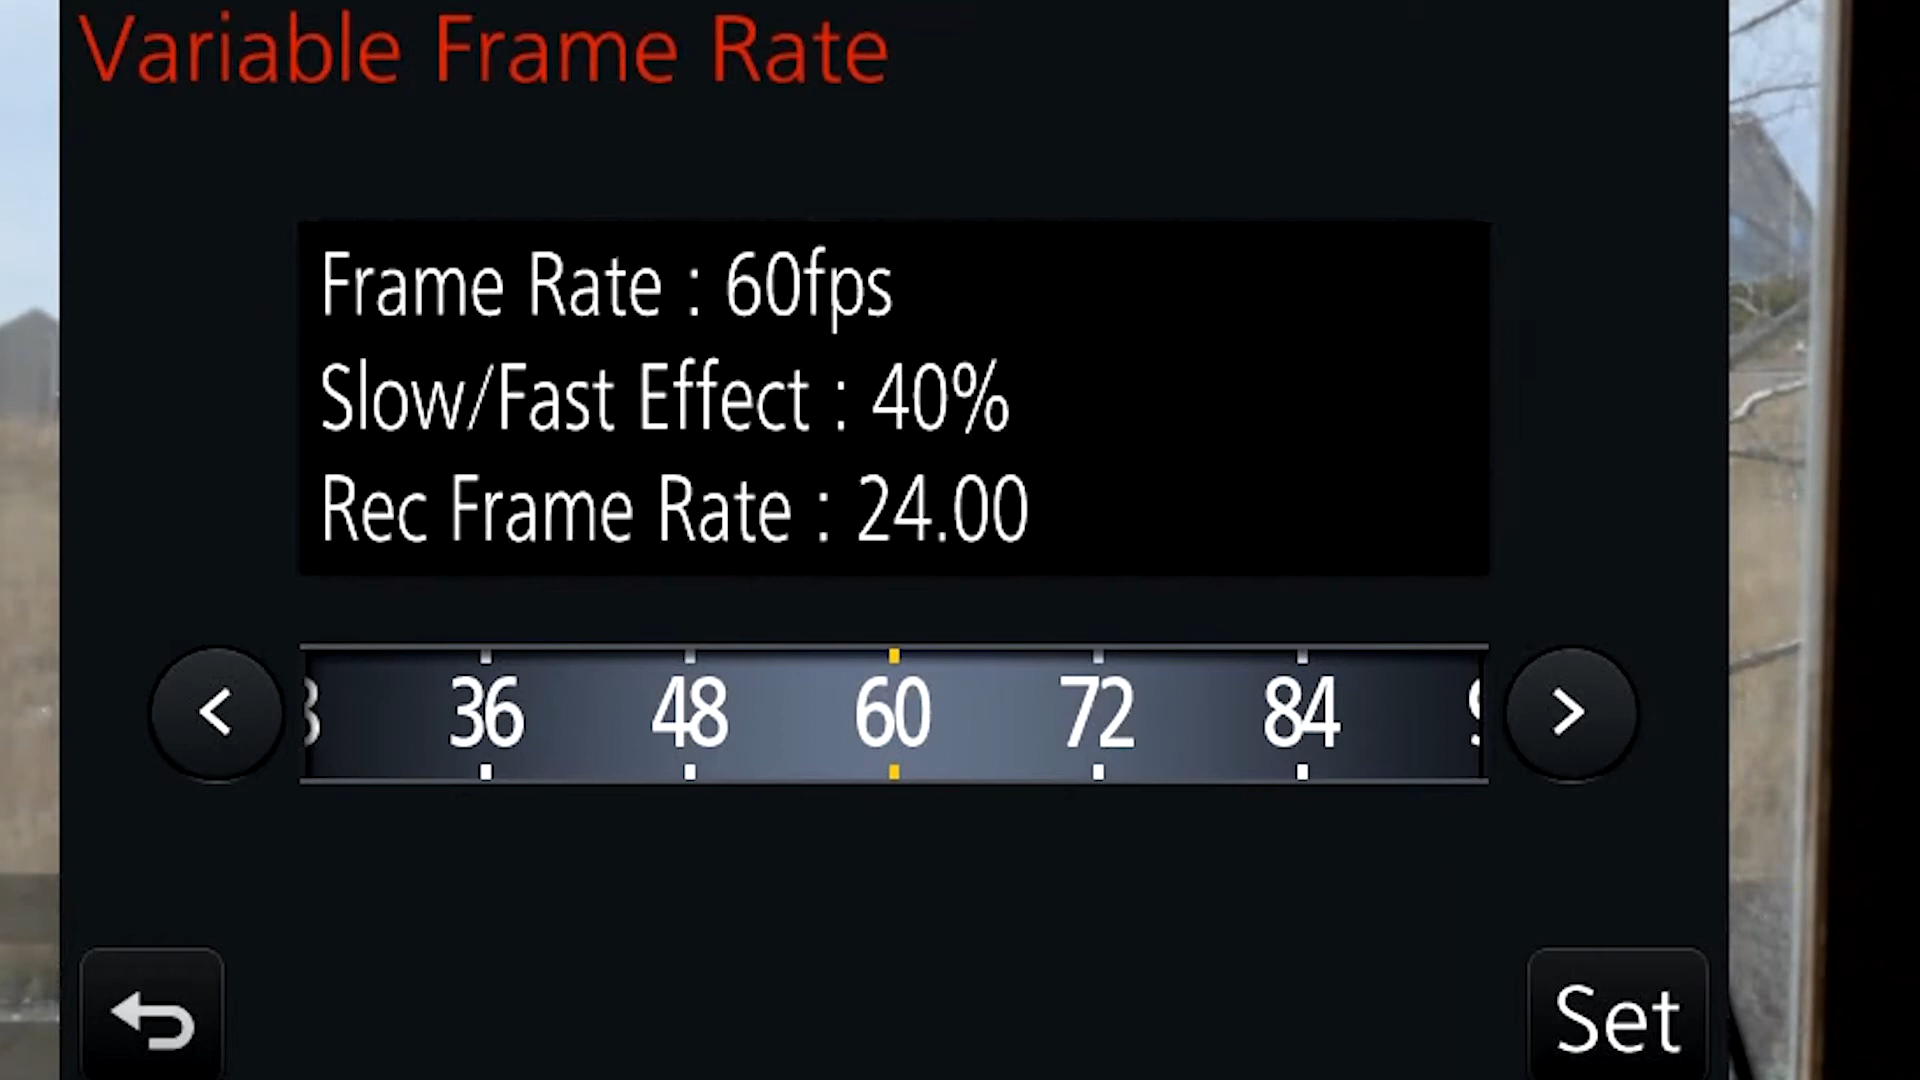 Variable Frame Rate
Frame Rate : 60fps
Slow/Fast Effect : 40%
Rec Frame Rate : 24.00
36 48 60 72 84
Set